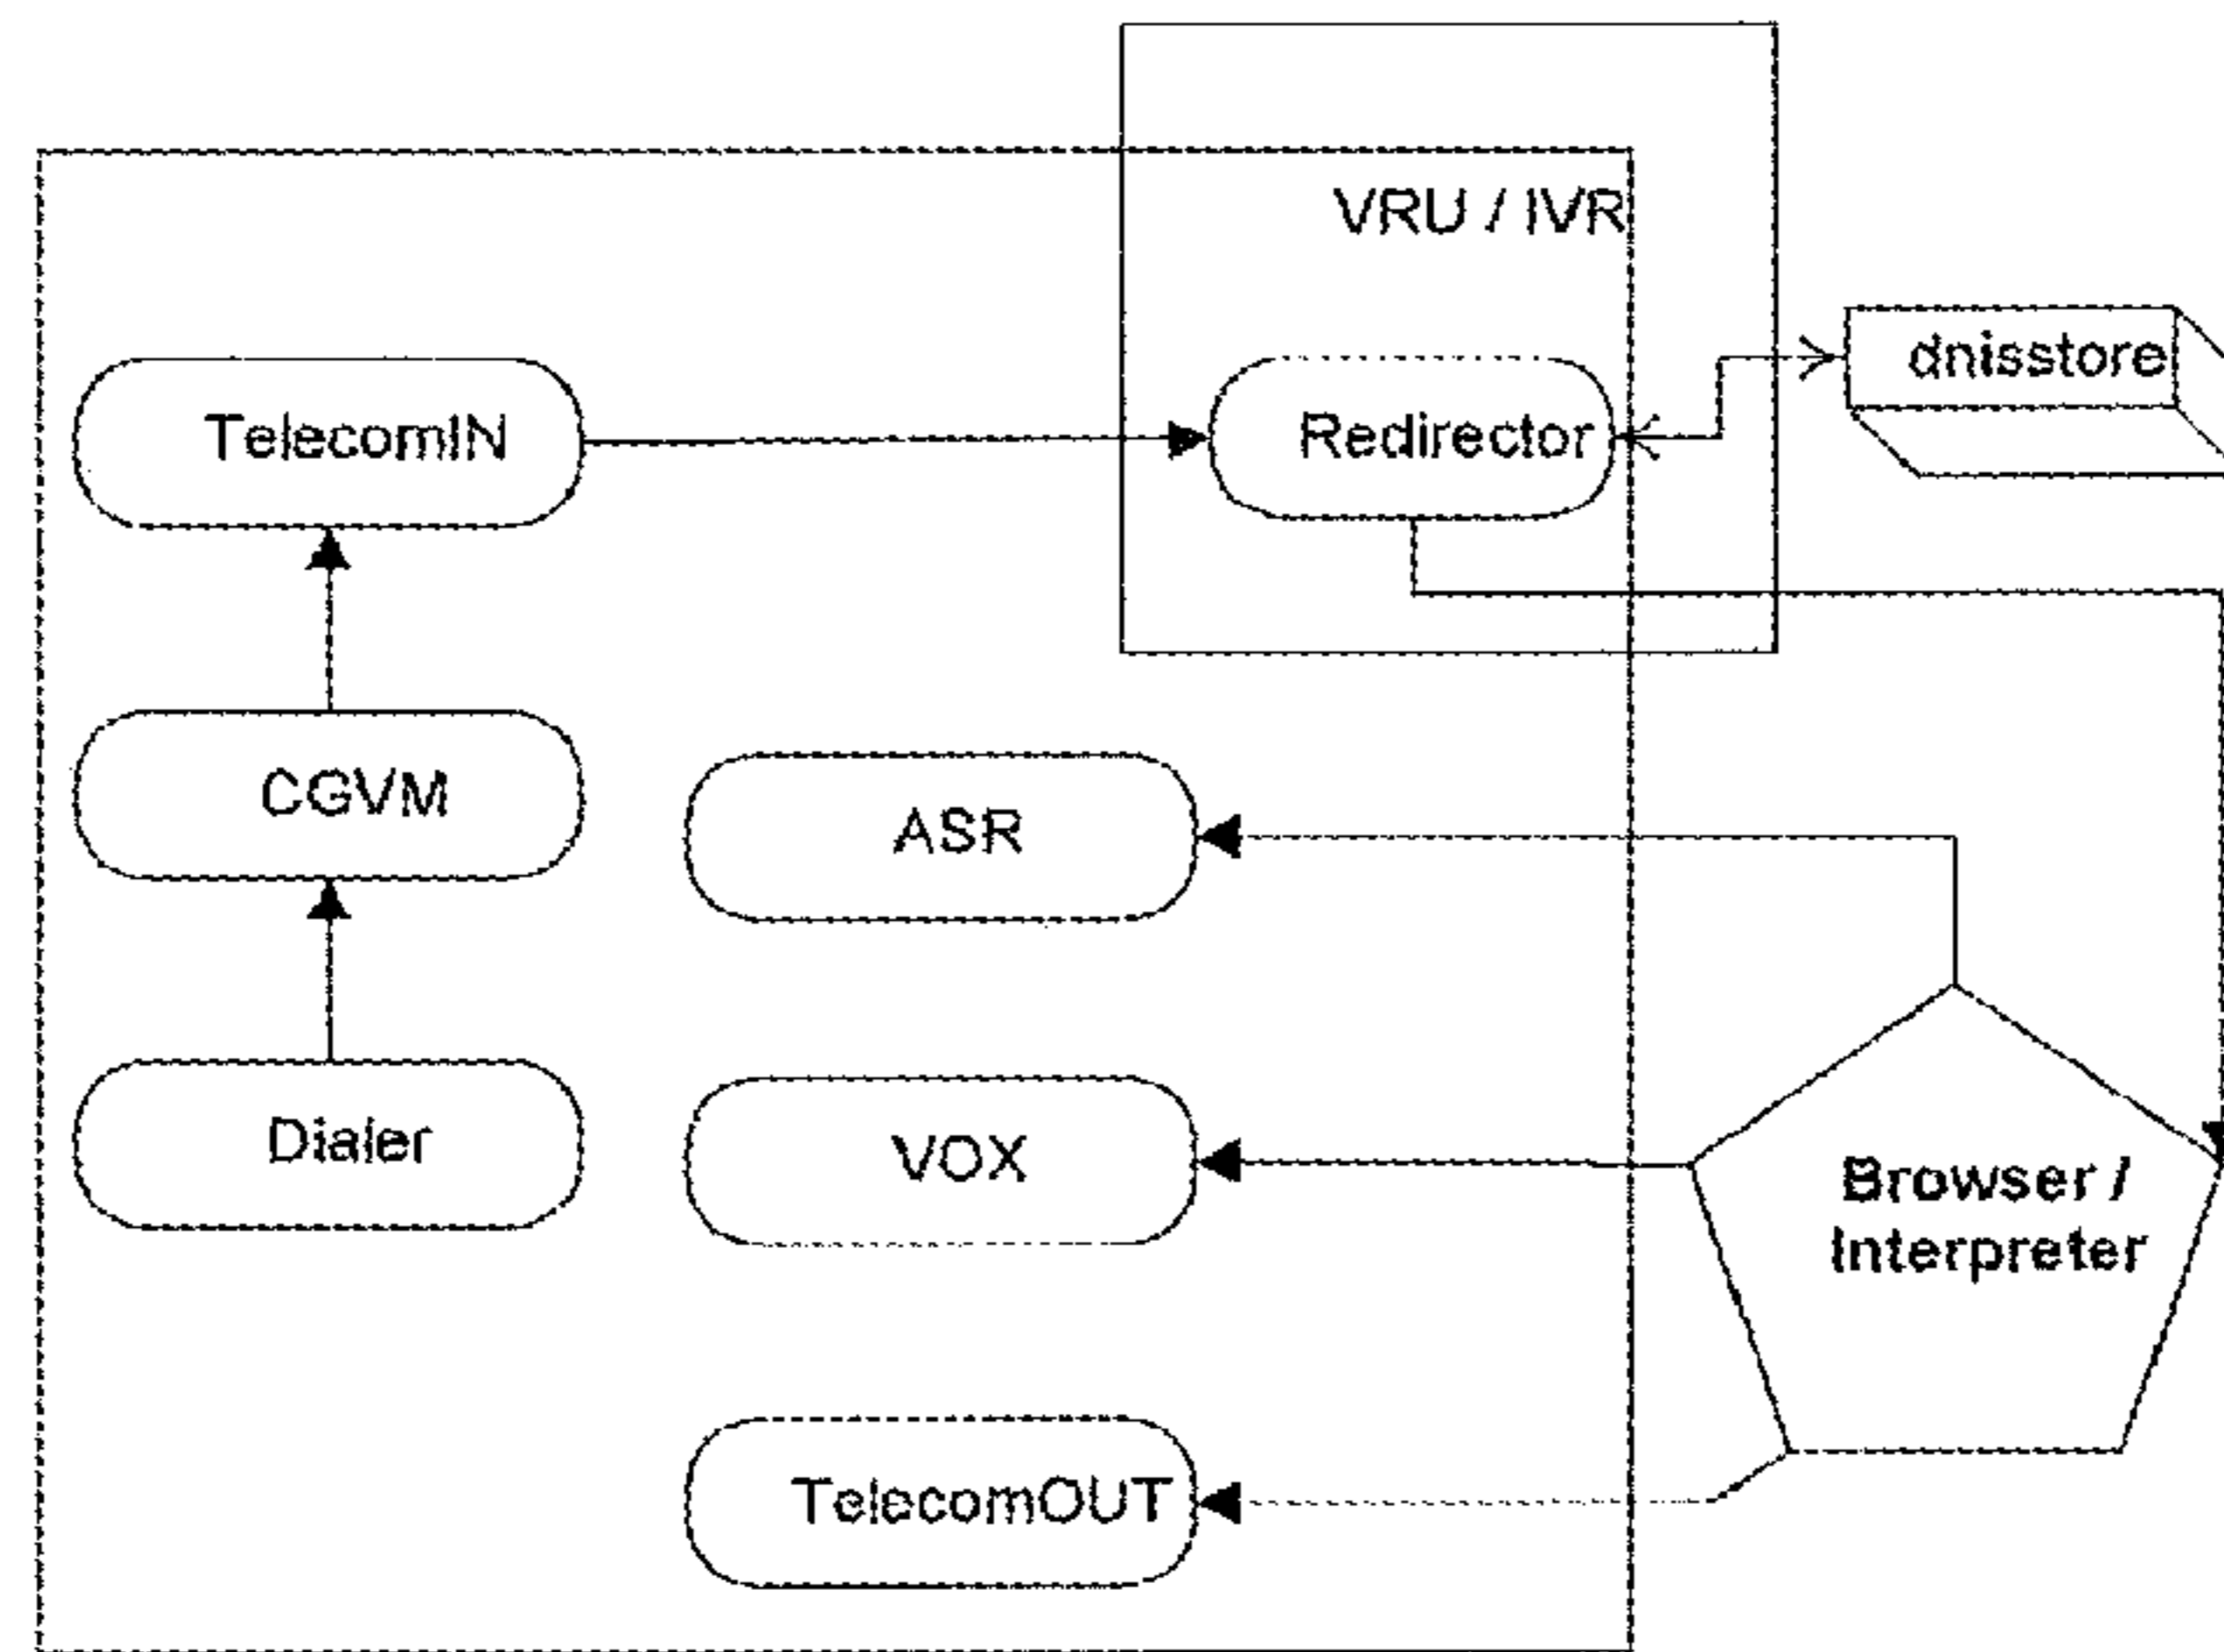 VRU / IVR
dnisstore
TelecomIN
Redirector
CGVM
ASR
Dialer
VOX
Browser /
Interpreter
TelecomOUT